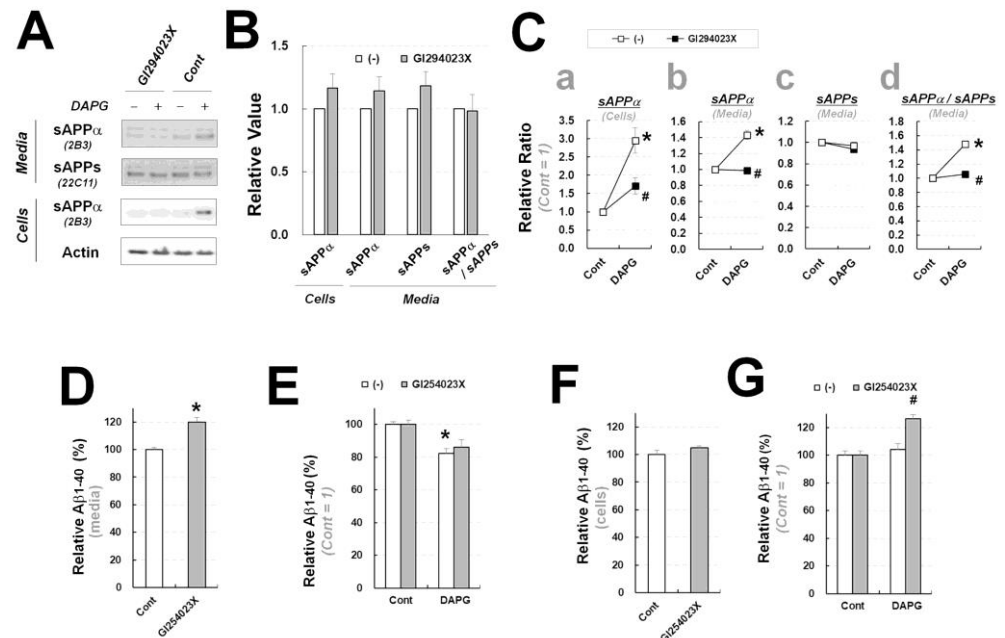 A
GI294023X
Cont
DAPG
− + − +
Media
sAPPα
(2B3)
sAPPs
(22C11)
Cells
sAPPα
(2B3)
Actin
B
(-) GI294023X
Relative Value
1.5
1.0
0.5
0.0
sAPPα
sAPPα
sAPPs
sAPPα / sAPPs
Cells
Media
C
(-) GI294023X
Relative Ratio
(Cont = 1)
a
sAPPα
(Cells)
3.5
3.0
2.5
2.0
1.5
1.0
0.5
0.0
*
#
Cont
DAPG
b
sAPPα
(Media)
1.6
1.4
1.2
1.0
0.8
0.6
0.4
0.2
0
*
#
Cont
DAPG
c
sAPPs
(Media)
1.2
1.0
0.8
0.6
0.4
0.2
0
Cont
DAPG
d
sAPPα / sAPPs
(Media)
1.8
1.6
1.4
1.2
1.0
0.8
0.6
0.4
0.2
0
*
#
Cont
DAPG
D
Relative Aβ1-40 (%)
(media)
120
100
80
60
40
20
0
*
Cont
GI254023X
E
(-) GI254023X
Relative Aβ1-40 (%)
(Cont = 1)
120
100
80
60
40
20
0
*
Cont
DAPG
F
Relative Aβ1-40 (%)
(cells)
120
100
80
60
40
20
0
Cont
GI254023X
G
(-) GI254023X
Relative Aβ1-40 (%)
(Cont = 1)
120
100
80
60
40
20
0
#
Cont
DAPG